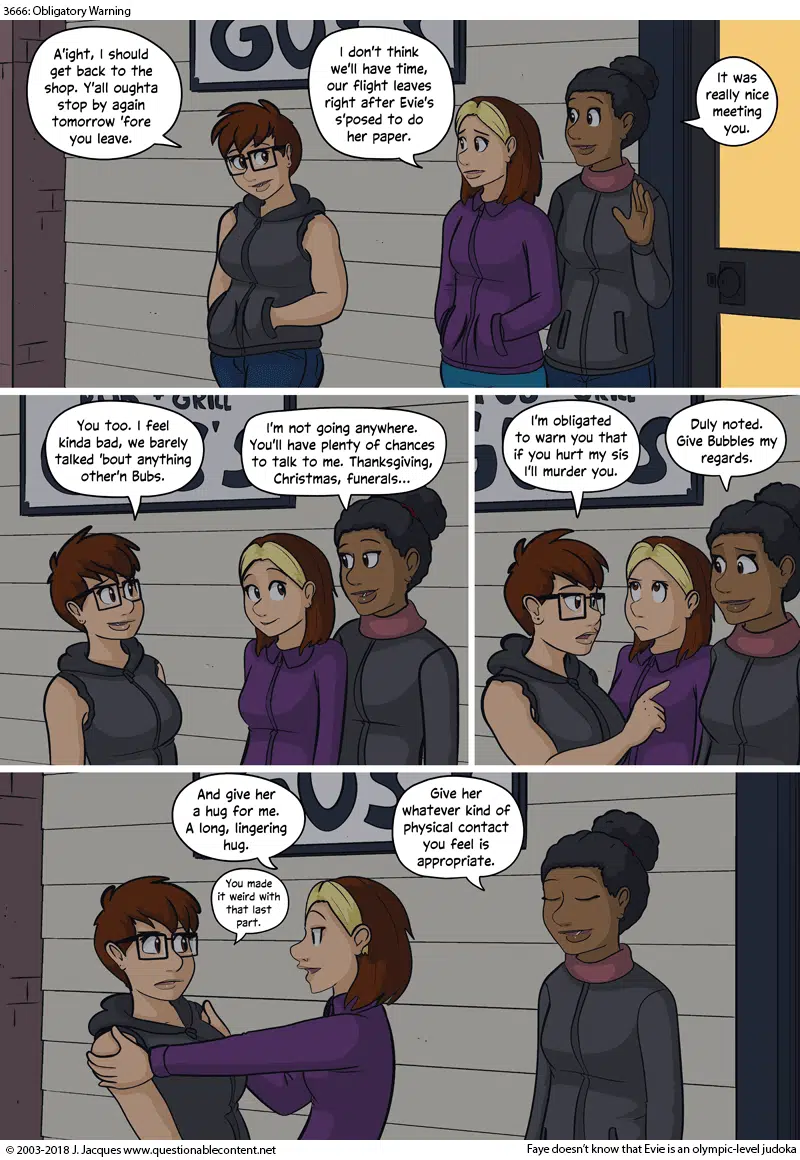 3666: Obligatory Warning
GUS'
A'ight, I should
get back to the
shop. Y'all oughta
stop by again
tomorrow 'fore
you leave.
I don't think
we'll have time,
our flight leaves
right after Evie's
s'posed to do
her paper.
It was
really nice
meeting
you.
GRILL
S
You too. I feel
kinda bad, we barely
talked 'bout anything
other'n Bubs.
I'm not going anywhere.
You'll have plenty of chances
to talk to me. Thanksgiving,
Christmas, funerals...
G
S
I'm obligated
to warn you that
if you hurt my sis
I'll murder you.
Duly noted.
Give Bubbles my
regards.
US
And give her
a hug for me.
A long, lingering
hug.
You made
it weird with
that last
part.
Give her
whatever kind of
physical contact
you feel is
appropriate.
© 2003-2018 J. Jacques www.questionablecontent.net
Faye doesn't know that Evie is an olympic-level judoka